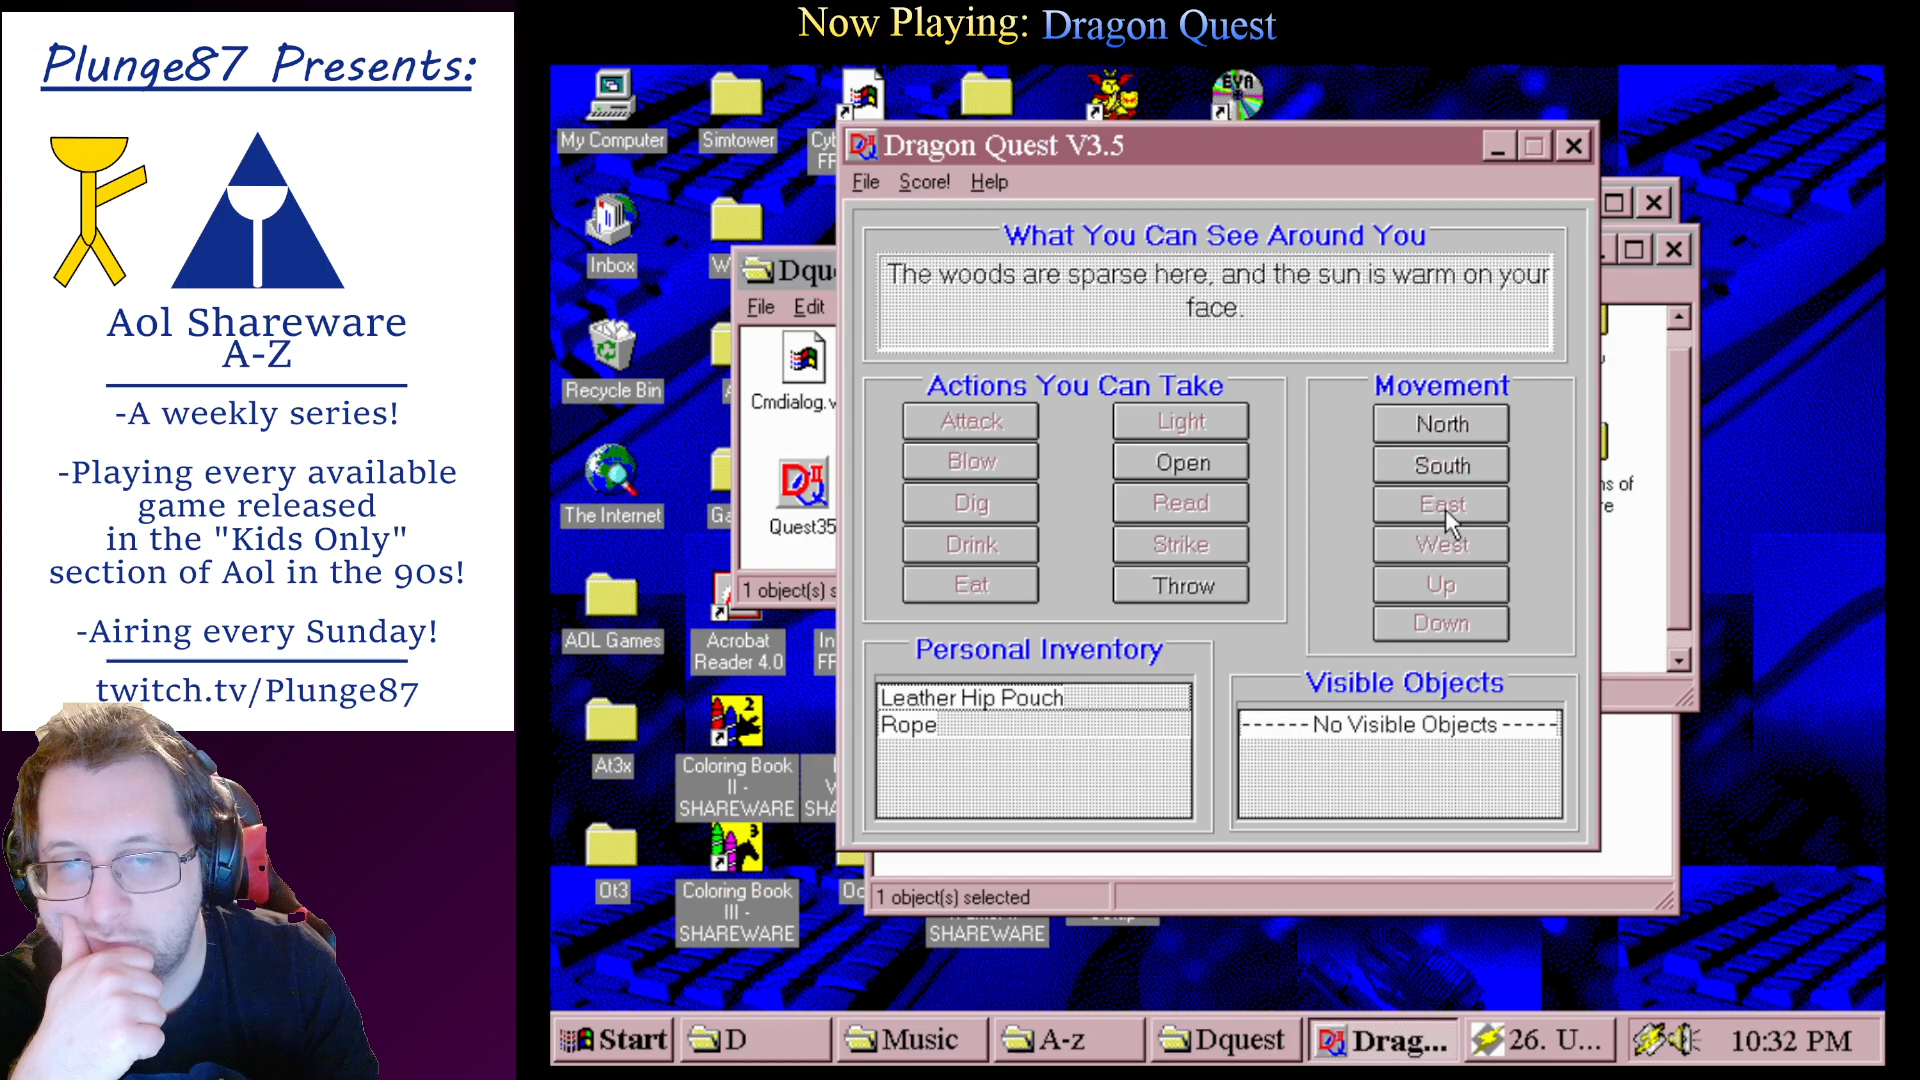 Now Playing: Dragon Quest
Plunge87 Presents:
Aol Shareware
A-Z
-A weekly series!
-Playing every available
game released
in the "Kids Only"
section of Aol in the 90s!
-Airing every Sunday!
twitch.tv/Plunge87
My Computer
Simtower
Inbox
Recycle Bin
The Internet
AOL Games
Acrobat
Reader 4.0
At3x
Coloring Book
II -
SHAREWARE
Ot3
Coloring Book
III -
SHAREWARE
SHAREWARE
EVA
Dque
File Edit
Cmdialog.v
Quest35
1 object(s) s
Dragon Quest V3.5
File Score! Help
What You Can See Around You
The woods are sparse here, and the sun is warm on your
face.
Actions You Can Take
Attack
Blow
Dig
Drink
Eat
Light
Open
Read
Strike
Throw
Movement
North
South
East
West
Up
Down
Personal Inventory
Leather Hip Pouch
Rope
Visible Objects
------ No Visible Objects -----
1 object(s) selected
Start
D
Music
A-z
Dquest
Drag...
26. U...
10:32 PM